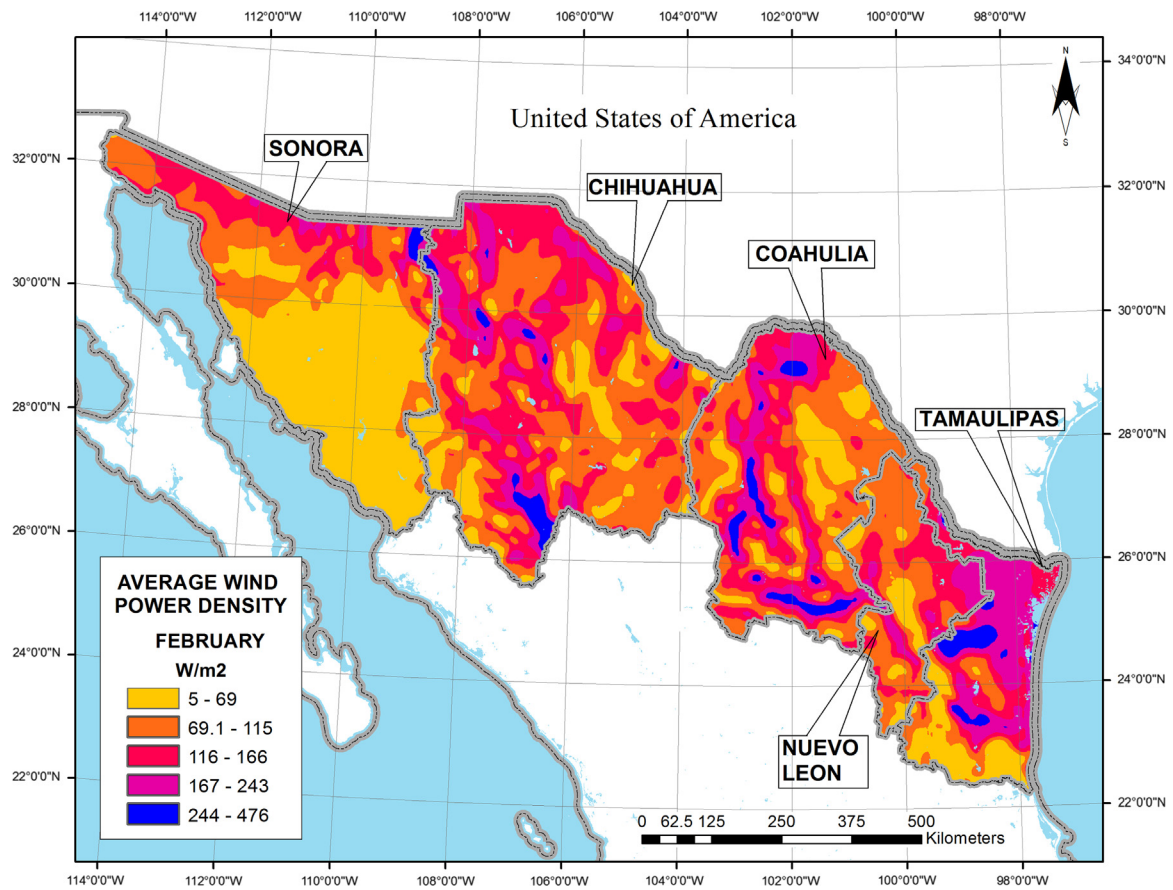 114°0'0"W 112°0'0"W 110°0'0"W 108°0'0"W 106°0'0"W 104°0'0"W 102°0'0"W 100°0'0"W 98°0'0"W
34°0'0"N
N
S
United States of America
32°0'0"N
32°0'0"N
SONORA
CHIHUAHUA
COAHULIA
30°0'0"N
30°0'0"N
28°0'0"N
28°0'0"N
TAMAULIPAS
26°0'0"N
26°0'0"N
24°0'0"N
24°0'0"N
22°0'0"N
22°0'0"N
NUEVO
LEON
AVERAGE WIND
POWER DENSITY
FEBRUARY
W/m2
5 - 69
69.1 - 115
116 - 166
167 - 243
244 - 476
0 62.5 125 250 375 500
Kilometers
114°0'0"W 112°0'0"W 110°0'0"W 108°0'0"W 106°0'0"W 104°0'0"W 102°0'0"W 100°0'0"W 98°0'0"W